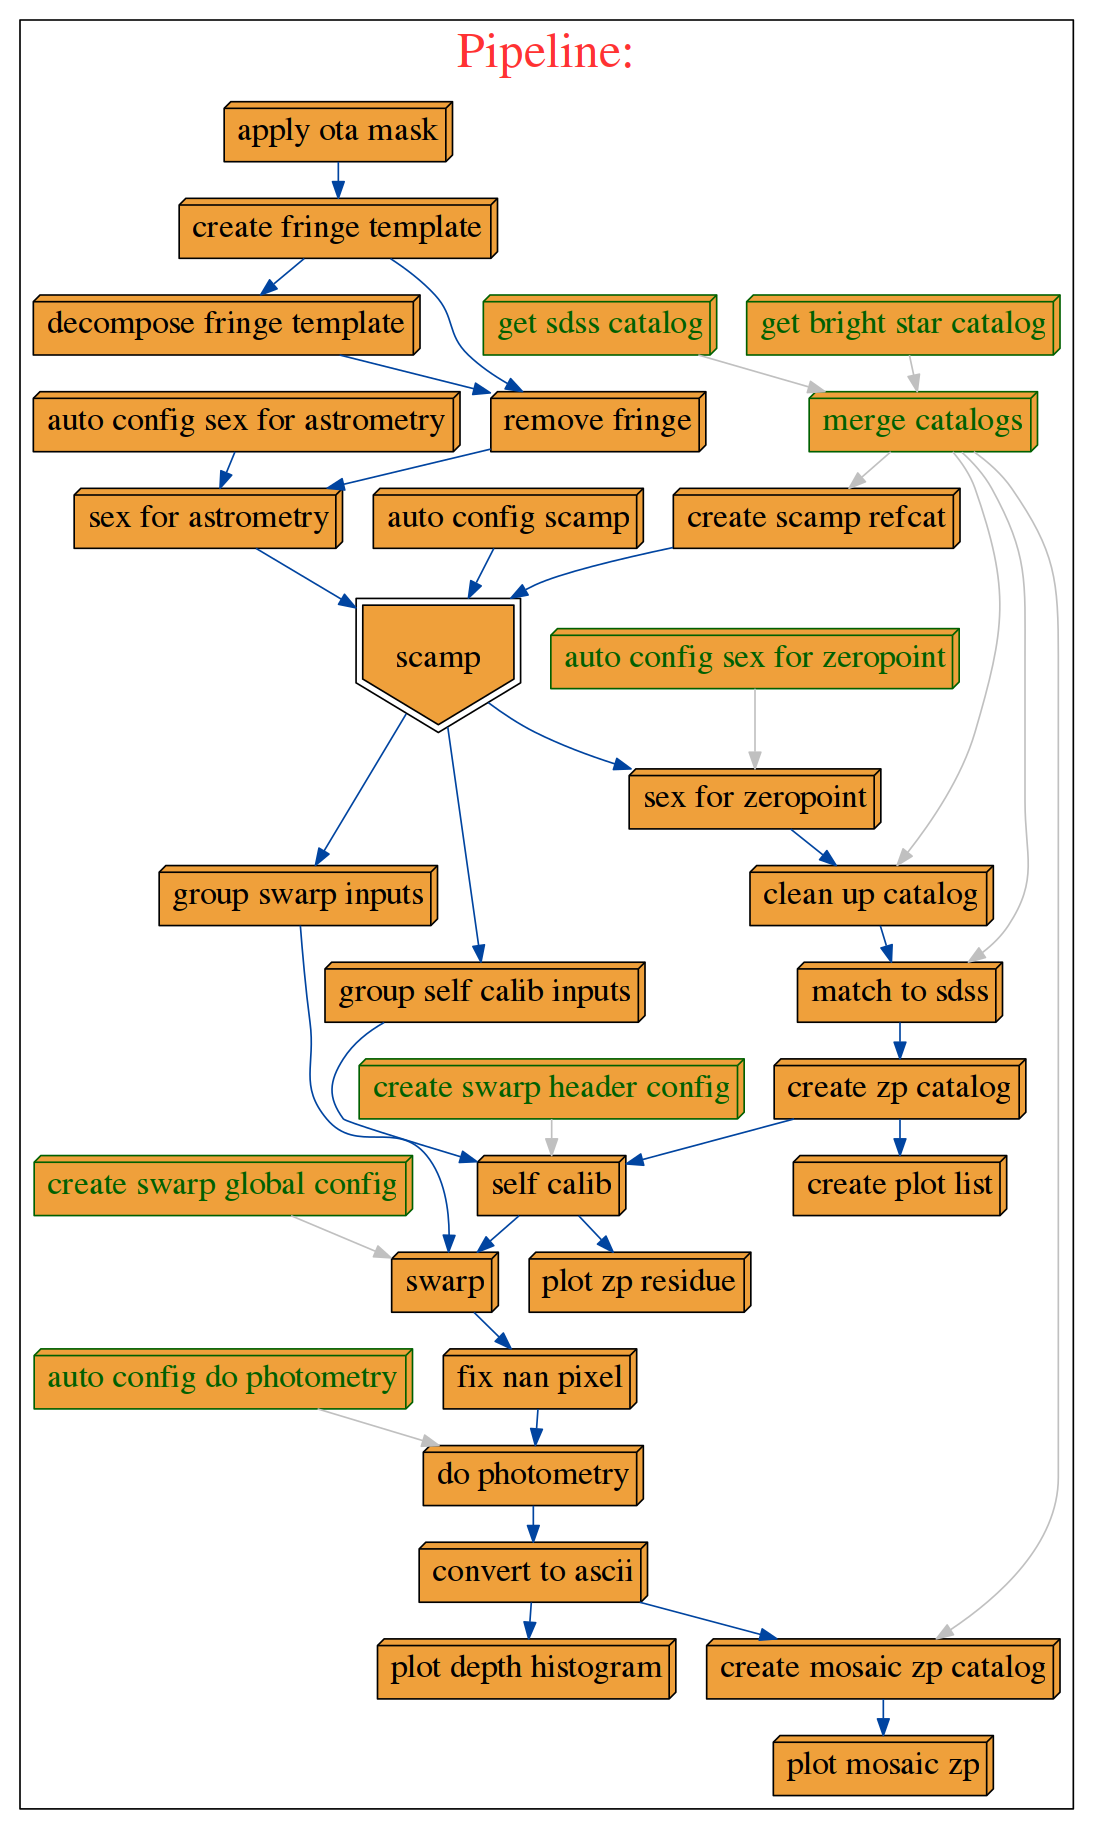 Pipeline:
apply ota mask
create fringe template
decompose fringe template
get sdss catalog
get bright star catalog
auto config sex for astrometry
remove fringe
merge catalogs
sex for astrometry
auto config scamp
create scamp refcat
scamp
auto config sex for zeropoint
sex for zeropoint
group swarp inputs
clean up catalog
group self calib inputs
match to sdss
create swarp header config
create zp catalog
create swarp global config
self calib
create plot list
swarp
plot zp residue
auto config do photometry
fix nan pixel
do photometry
convert to ascii
plot depth histogram
create mosaic zp catalog
plot mosaic zp